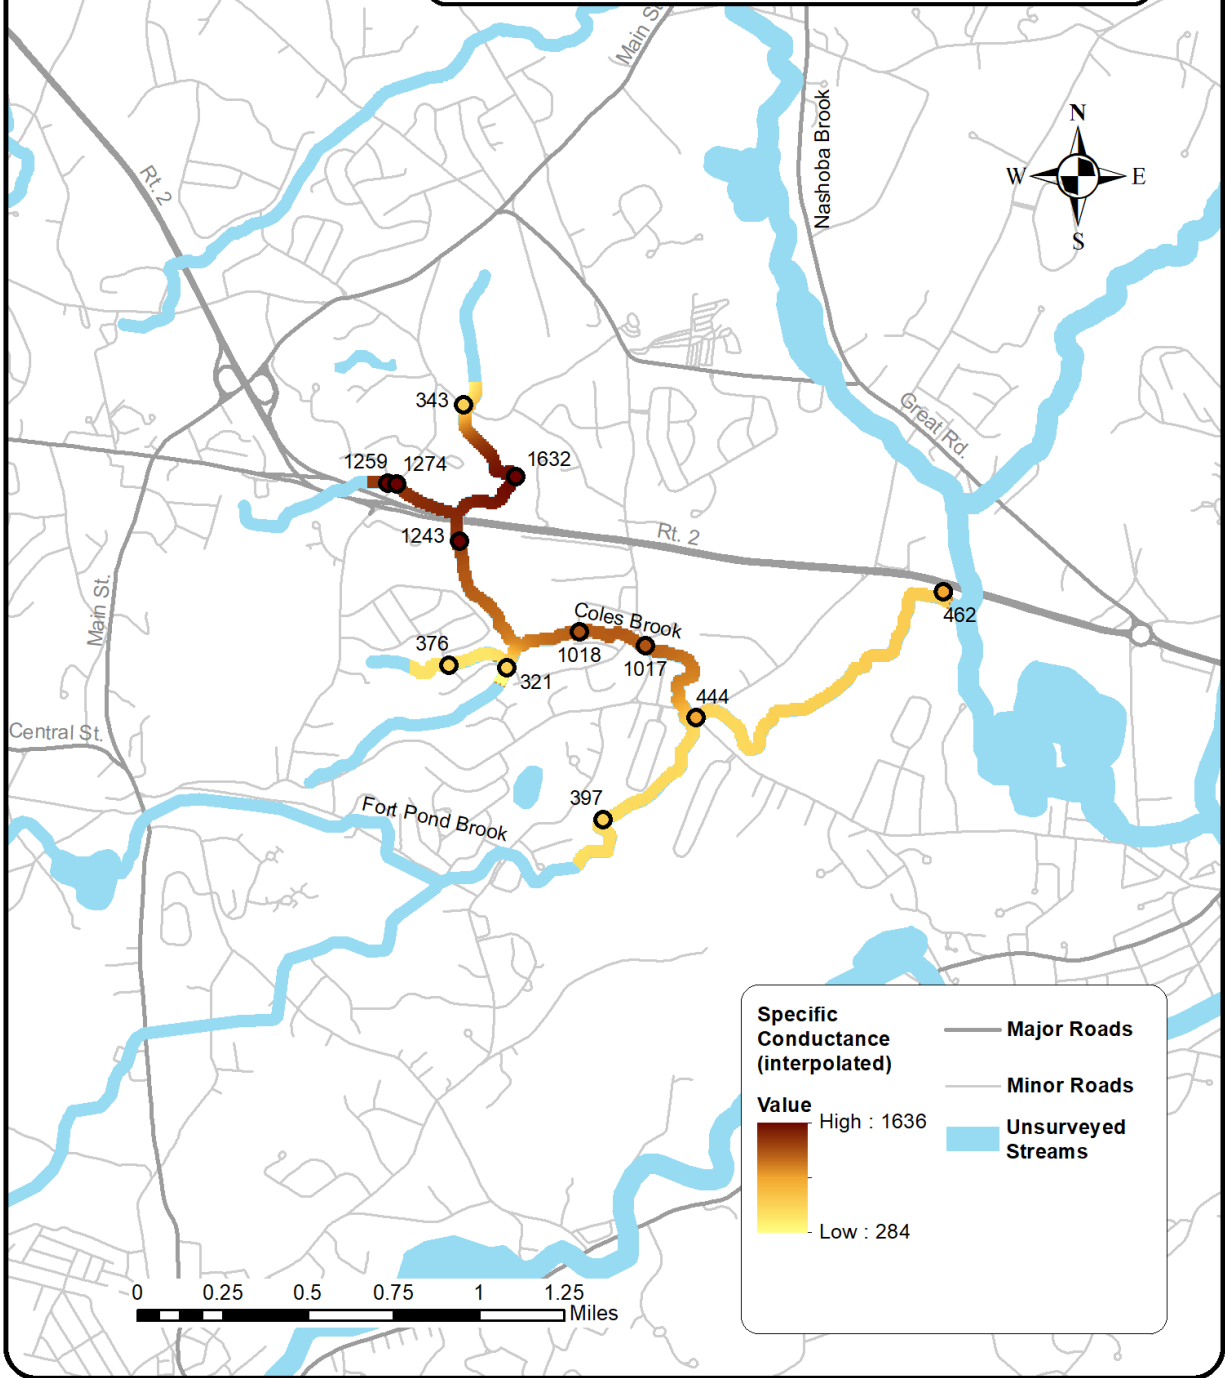 Main St
Nashoba Brook
N
W
E
S
Rt. 2
343
1259
1274
1632
Great Rd.
1243
Rt. 2
Main St.
Coles Brook
462
376
1018
1017
321
444
Central St.
397
Fort Pond Brook
Specific
Conductance
(interpolated)
Value
High : 1636
Low : 284
Major Roads
Minor Roads
Unsurveyed
Streams
0 0.25 0.5 0.75 1 1.25
Miles